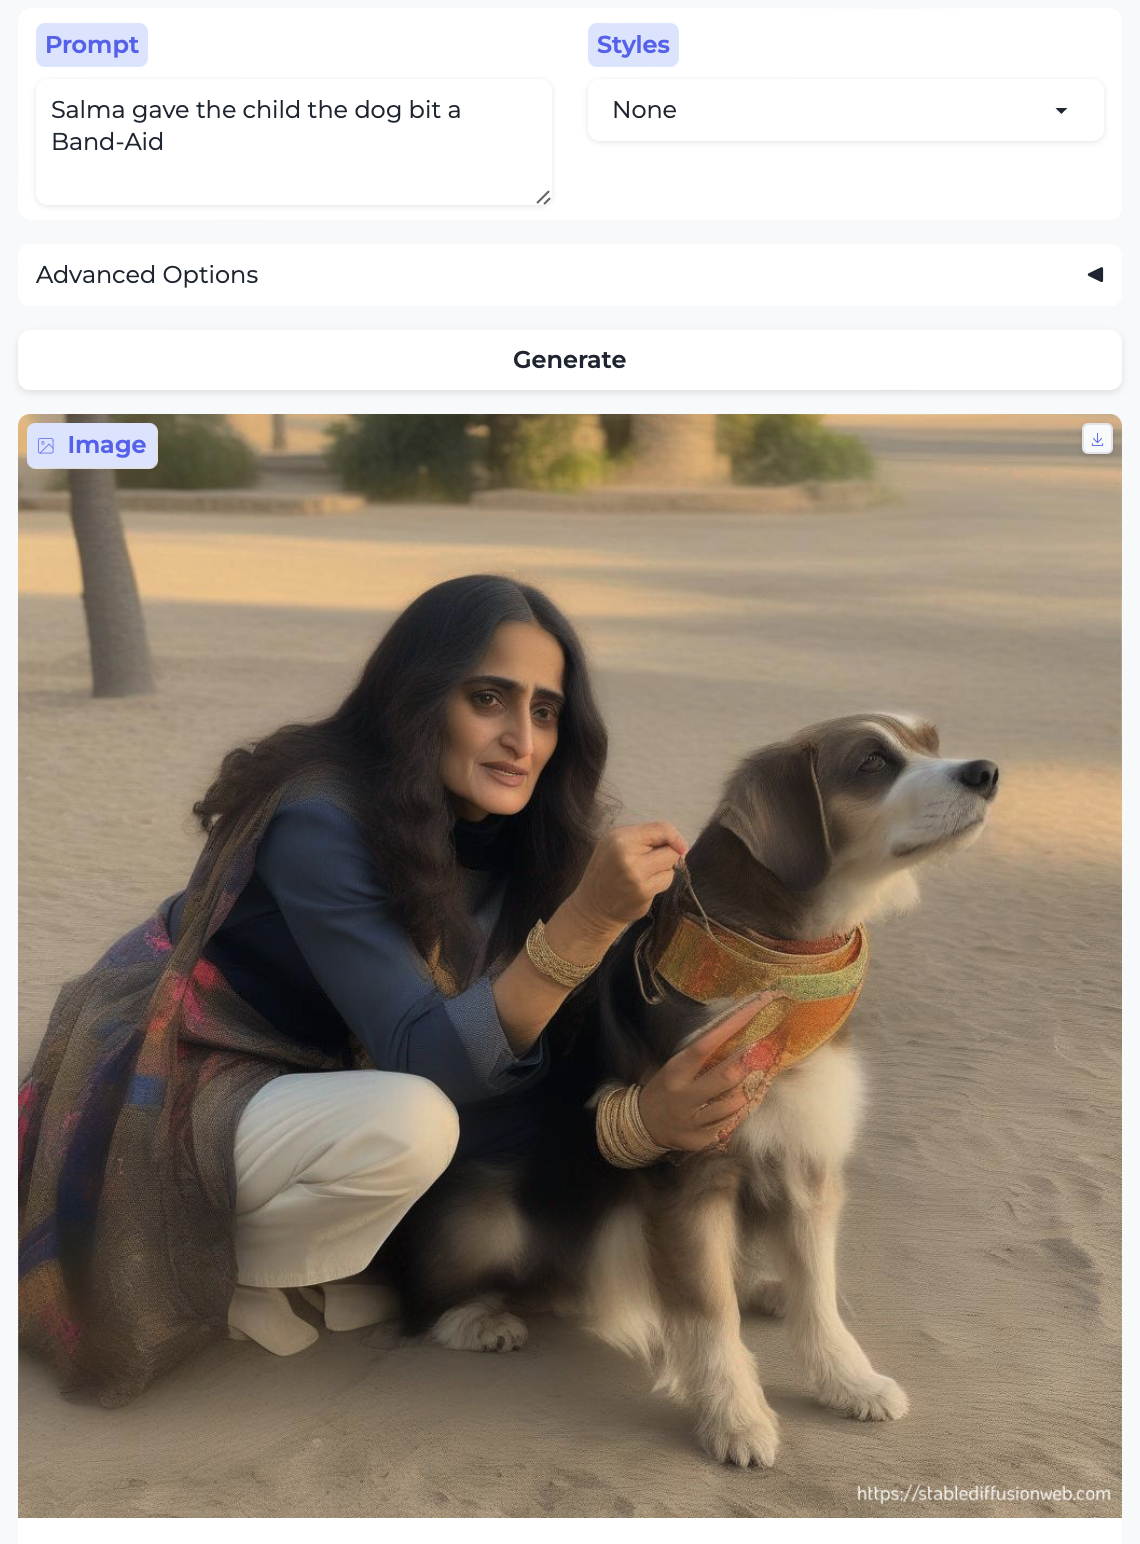 Prompt
Styles
Salma gave the child the dog bit a
Band-Aid
None
Advanced Options
Generate
Image
https://stablediffusionweb.com